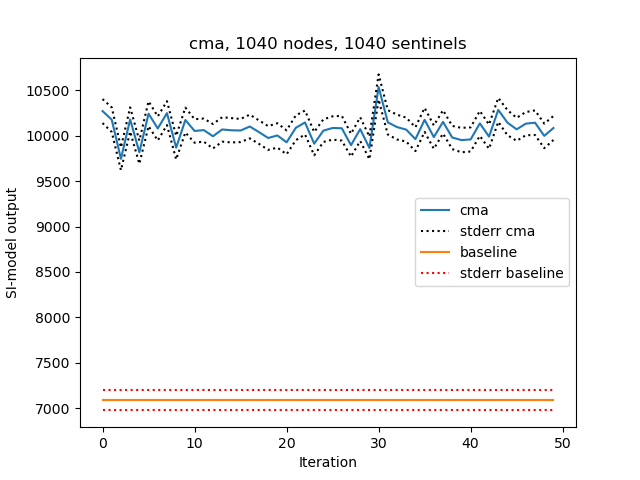 cma, 1040 nodes, 1040 sentinels
10500
10000
9500
9000
8500
8000
7500
7000
SI-model output
cma
stderr cma
baseline
stderr baseline
0
10
20
30
40
50
Iteration